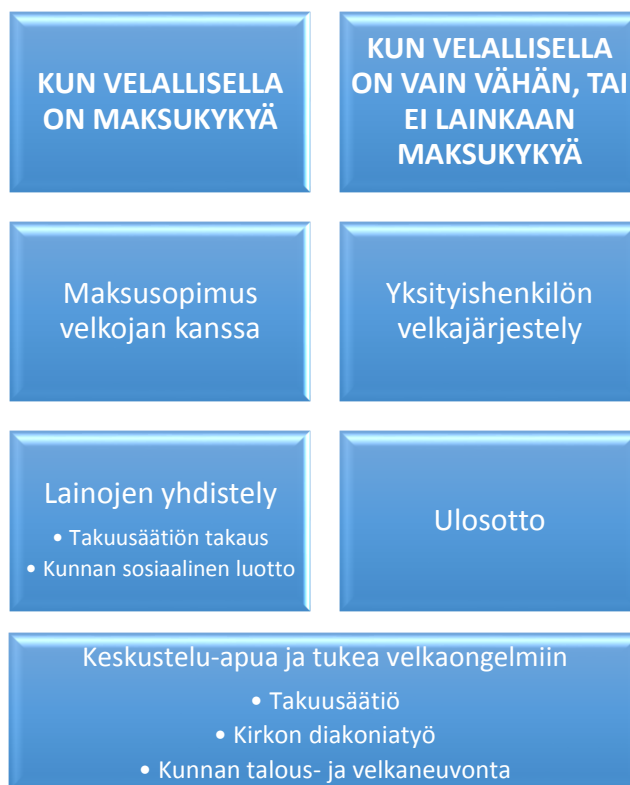 KUN VELALLISELLA
ON MAKSUKYKYÄ
KUN VELALLISELLA
ON VAIN VÄHÄN, TAI
EI LAINKAAN
MAKSUKYKYÄ
Maksusopimus
velkojan kanssa
Yksityishenkilön
velkajärjestely
Lainojen yhdistely
• Takuusäätiön takaus
• Kunnan sosiaalinen luotto
Ulosotto
Keskustelu-apua ja tukea velkaongelmiin
• Takuusäätiö
• Kirkon diakoniatyö
• Kunnan talous- ja velkaneuvonta